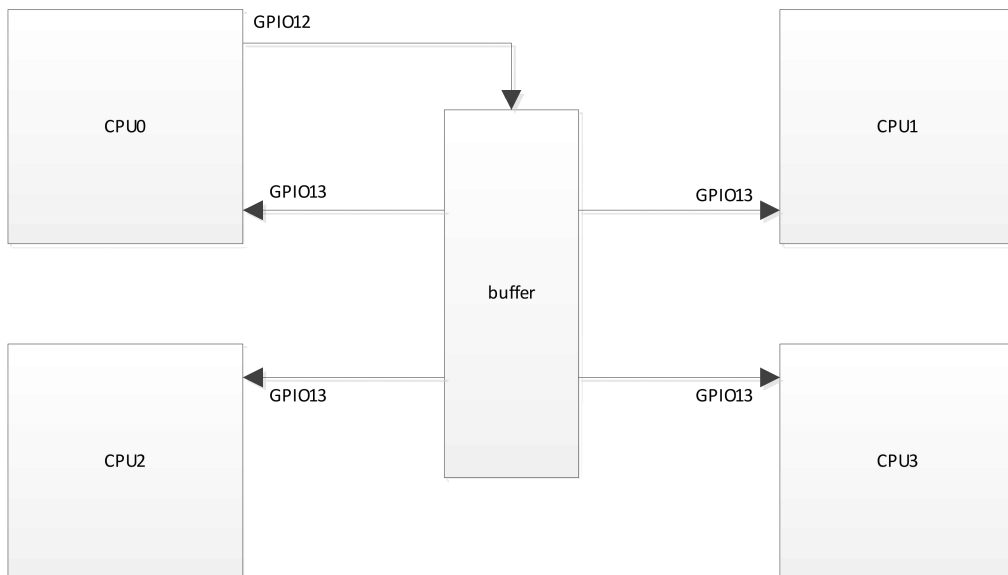 GPIO12
CPU0
CPU1
GPIO13
GPIO13
buffer
GPIO13
GPIO13
CPU2
CPU3